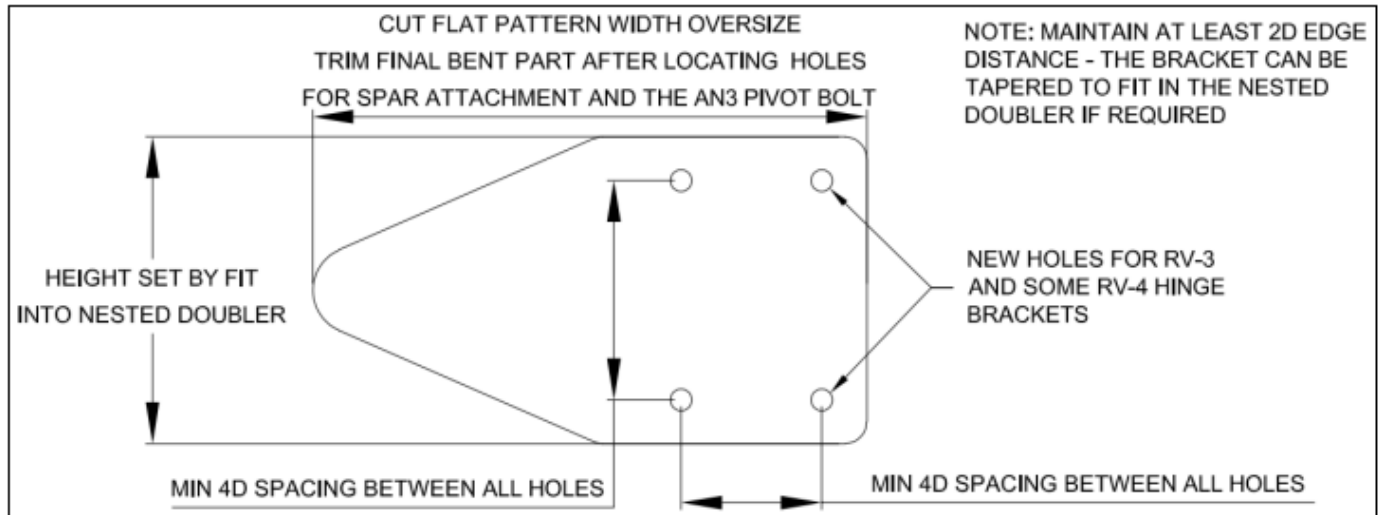 CUT FLAT PATTERN WIDTH OVERSIZE
TRIM FINAL BENT PART AFTER LOCATING HOLES
FOR SPAR ATTACHMENT AND THE AN3 PIVOT BOLT
NOTE: MAINTAIN AT LEAST 2D EDGE
DISTANCE - THE BRACKET CAN BE
TAPERED TO FIT IN THE NESTED
DOUBLER IF REQUIRED
HEIGHT SET BY FIT
INTO NESTED DOUBLER
NEW HOLES FOR RV-3
AND SOME RV-4 HINGE
BRACKETS
MIN 4D SPACING BETWEEN ALL HOLES
MIN 4D SPACING BETWEEN ALL HOLES